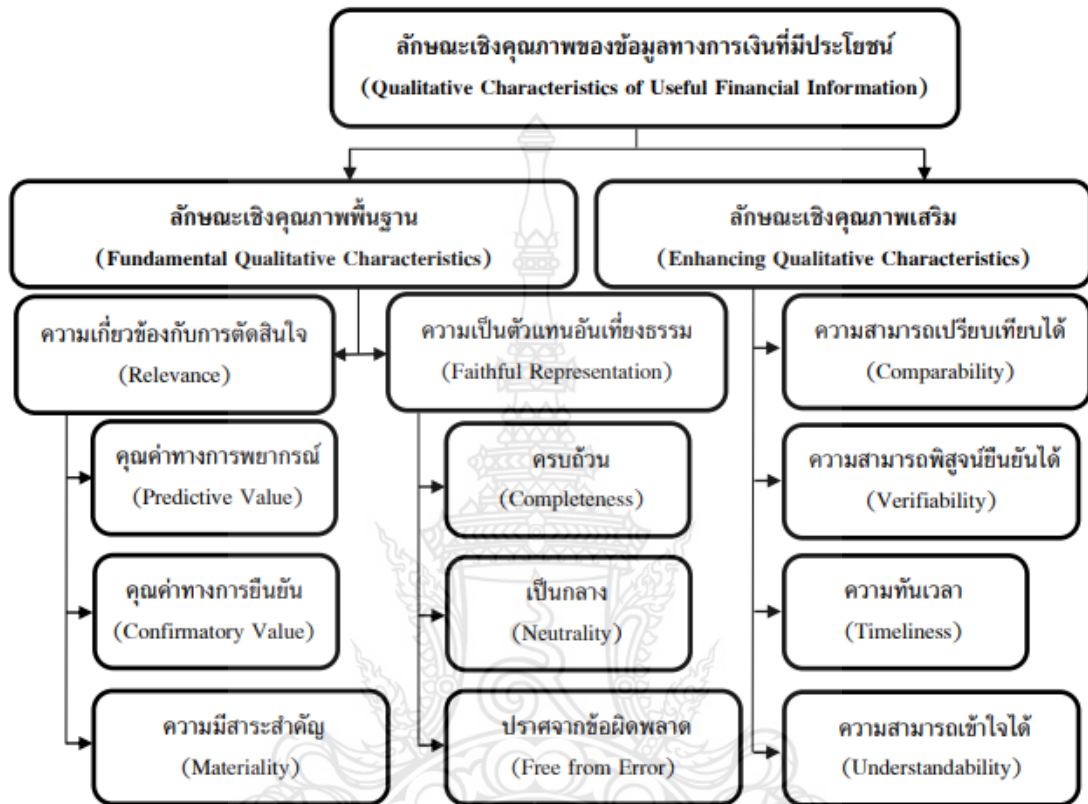 ลักษณะเชิงคุณภาพของข้อมูลทางการเงินที่มีประโยชน์
(Qualitative Characteristics of Useful Financial Information)
ลักษณะเชิงคุณภาพพื้นฐาน
(Fundamental Qualitative Characteristics)
ลักษณะเชิงคุณภาพเสริม
(Enhancing Qualitative Characteristics)
ความเกี่ยวข้องกับการตัดสินใจ
(Relevance)
ความเป็นตัวแทนอันเที่ยงธรรม
(Faithful Representation)
ความสามารถเปรียบเทียบได้
(Comparability)
คุณค่าทางการพยากรณ์
(Predictive Value)
ครบถ้วน
(Completeness)
ความสามารถพิสูจน์ยืนยันได้
(Verifiability)
คุณค่าทางการยืนยัน
(Confirmatory Value)
เป็นกลาง
(Neutrality)
ความทันเวลา
(Timeliness)
ความมีสาระสำคัญ
(Materiality)
ปราศจากข้อผิดพลาด
(Free from Error)
ความสามารถเข้าใจได้
(Understandability)